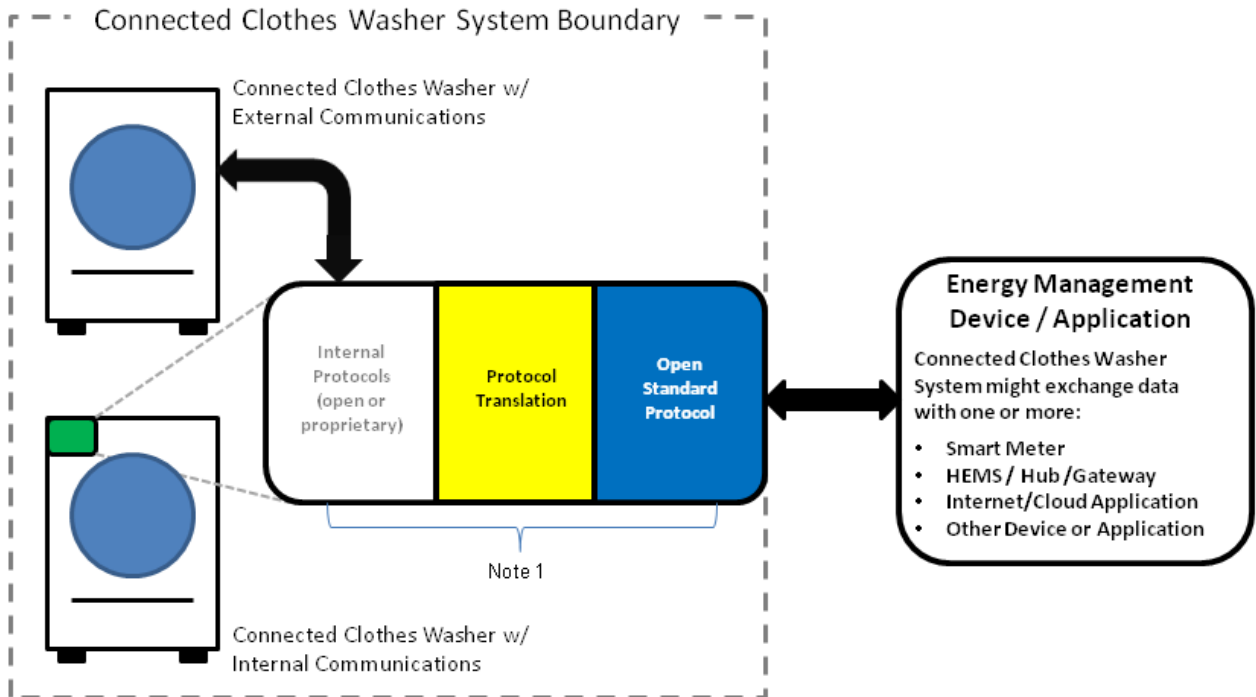 Connected Clothes Washer System Boundary
Connected Clothes Washer w/
External Communications
Internal
Protocols
(open or
proprietary)
Protocol
Translation
Open
Standard
Protocol
Note 1
Connected Clothes Washer w/
Internal Communications
Energy Management
Device / Application
Connected Clothes Washer
System might exchange data
with one or more:
• Smart Meter
• HEMS / Hub /Gateway
• Internet/Cloud Application
• Other Device or Application